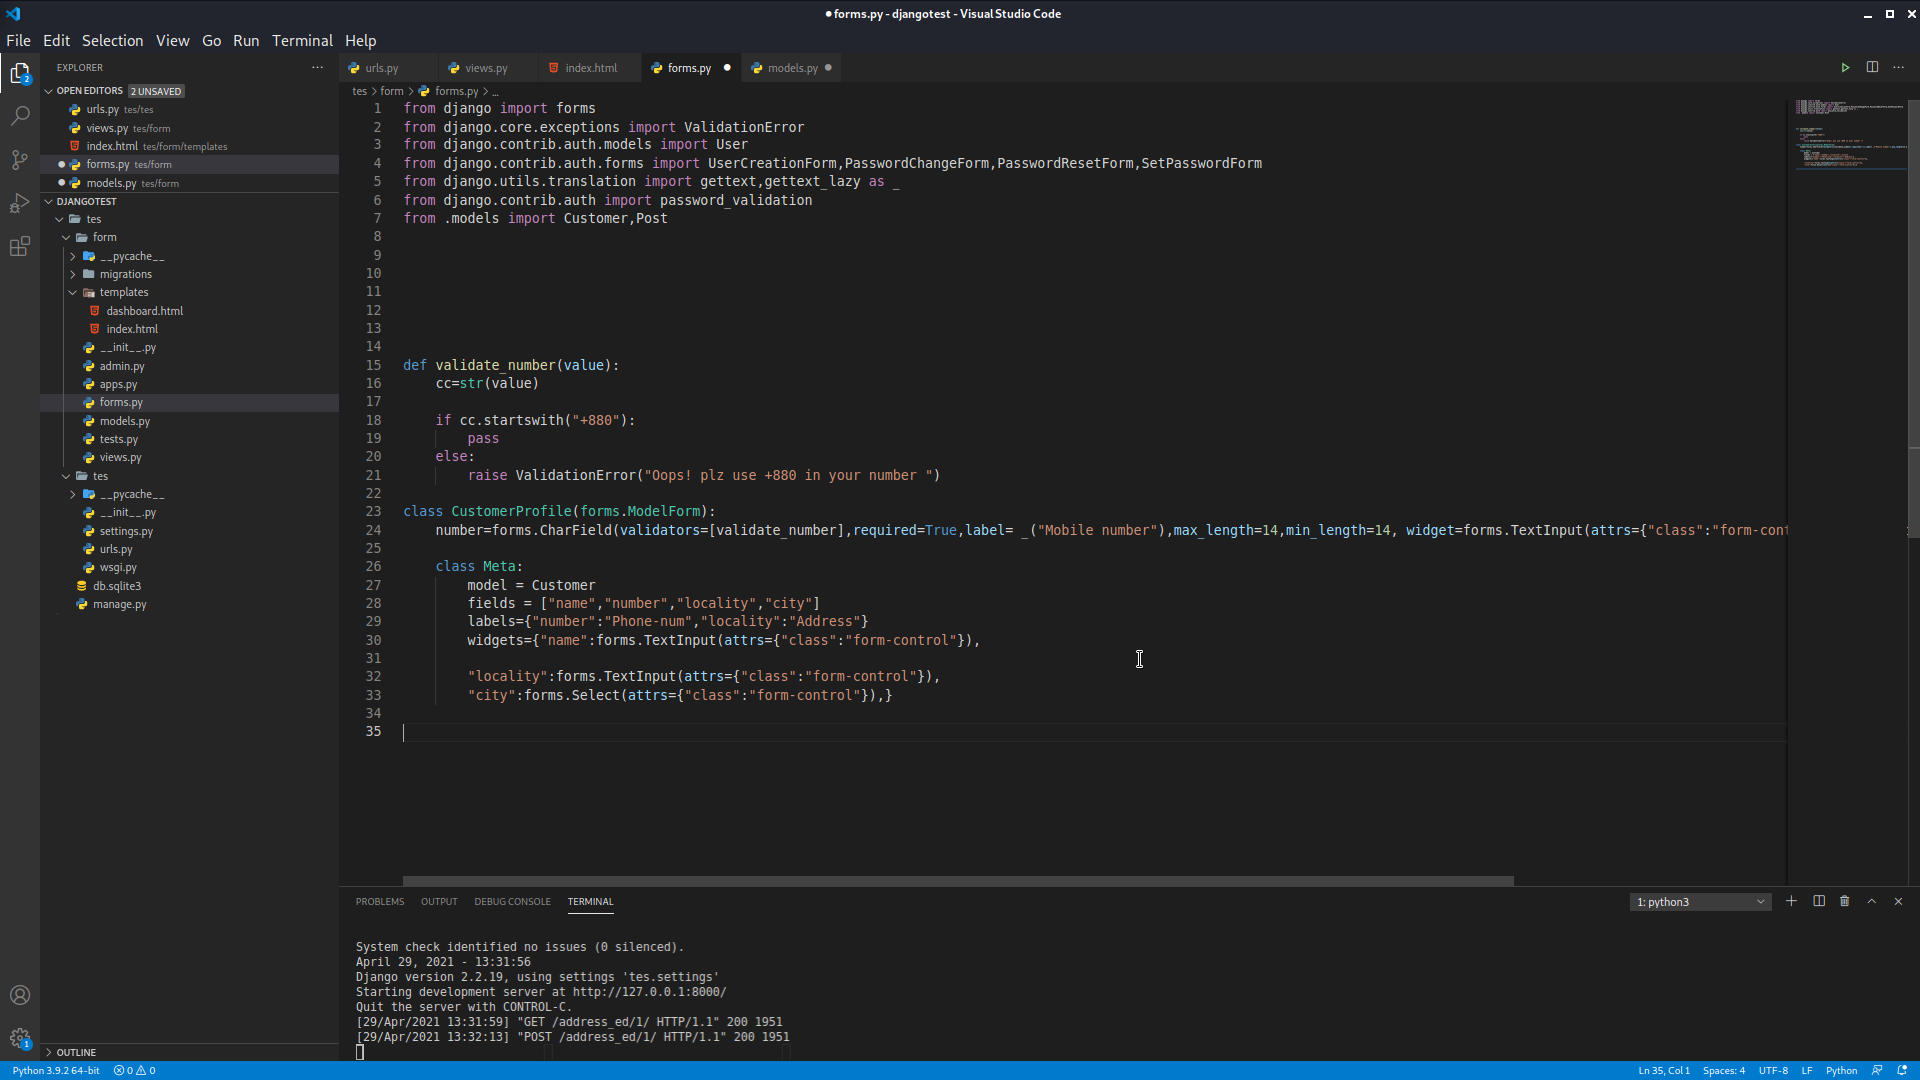 forms.py - djangotest - Visual Studio Code
File Edit Selection View Go Run Terminal Help
EXPLORER
OPEN EDITORS 2 UNSAVED
urls.py tes/tes
views.py tes/form
index.html tes/form/templates
forms.py tes/form
models.py tes/form
DJANGOTEST
tes
form
__pycache__
migrations
templates
dashboard.html
index.html
__init__.py
admin.py
apps.py
forms.py
models.py
tests.py
views.py
tes
__pycache__
__init__.py
settings.py
urls.py
wsgi.py
db.sqlite3
manage.py
OUTLINE
urls.py views.py index.html forms.py models.py
tes > form > forms.py > ...
1 from django import forms
2 from django.core.exceptions import ValidationError
3 from django.contrib.auth.models import User
4 from django.contrib.auth.forms import UserCreationForm,PasswordChangeForm,PasswordResetForm,SetPasswordForm
5 from django.utils.translation import gettext,gettext_lazy as _
6 from django.contrib.auth import password_validation
7 from .models import Customer,Post
8
9
10
11
12
13
14
15 def validate_number(value):
16 cc=str(value)
17
18 if cc.startswith("+880"):
19 pass
20 else:
21 raise ValidationError("Oops! plz use +880 in your number ")
22
23 class CustomerProfile(forms.ModelForm):
24 number=forms.CharField(validators=[validate_number],required=True,label= _("Mobile number"),max_length=14,min_length=14, widget=forms.TextInput(attrs={"class":"form-cont
25
26 class Meta:
27 model = Customer
28 fields = ["name","number","locality","city"]
29 labels={"number":"Phone-num","locality":"Address"}
30 widgets={"name":forms.TextInput(attrs={"class":"form-control"}),
31
32 "locality":forms.TextInput(attrs={"class":"form-control"}),
33 "city":forms.Select(attrs={"class":"form-control"}),}
34
35
PROBLEMS OUTPUT DEBUG CONSOLE TERMINAL 1: python3
System check identified no issues (0 silenced).
April 29, 2021 - 13:31:56
Django version 2.2.19, using settings 'tes.settings'
Starting development server at http://127.0.0.1:8000/
Quit the server with CONTROL-C.
[29/Apr/2021 13:31:59] "GET /address_ed/1/ HTTP/1.1" 200 1951
[29/Apr/2021 13:32:13] "POST /address_ed/1/ HTTP/1.1" 200 1951
Python 3.9.2 64-bit 0 0 Ln 35, Col 1 Spaces: 4 UTF-8 LF Python